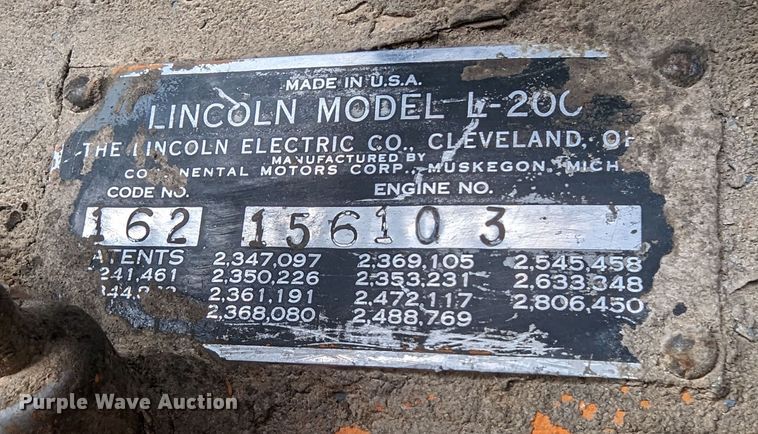 MADE IN U.S.A.
LINCOLN MODEL L-200
THE LINCOLN ELECTRIC CO., CLEVELAND,
MANUFACTURED BY
CONTINENTAL MOTORS CORP., MUSKEGON, MICH.
CODE NO. ENGINE NO.
162 156103
PATENTS 2,347,097 2,369,105 2,545,458
2,350,226 2,353,231 2,633,348
2,361,191 2,472,117 2,806,450
2,368,080 2,488,769
Purple Wave Auction